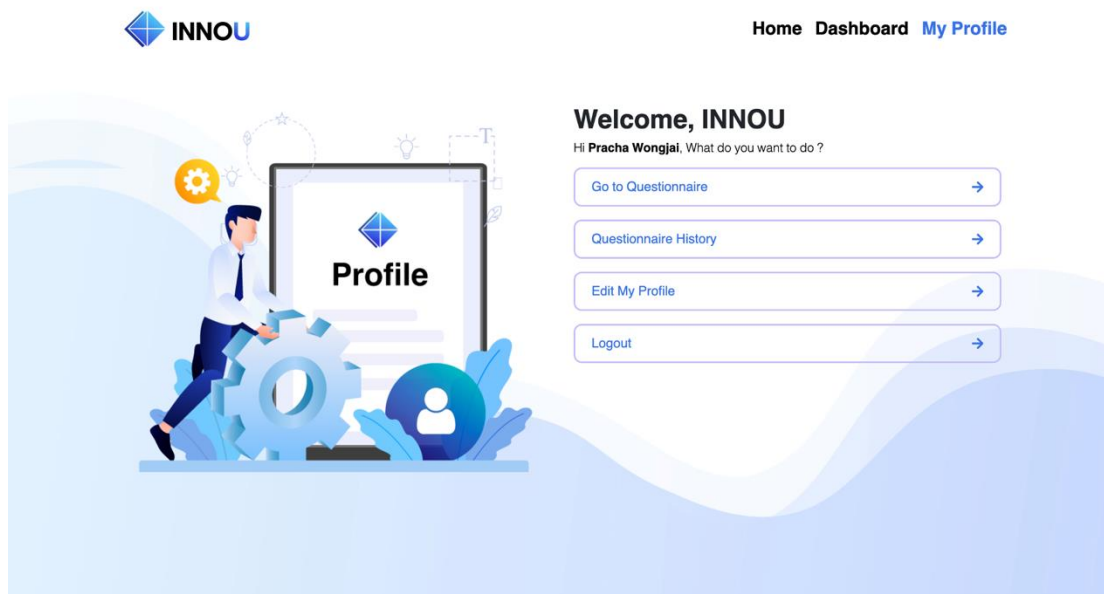 INNOU
Home Dashboard My Profile
T
Profile
Welcome, INNOU
Hi Pracha Wongjai, What do you want to do ?
Go to Questionnaire
Questionnaire History
Edit My Profile
Logout